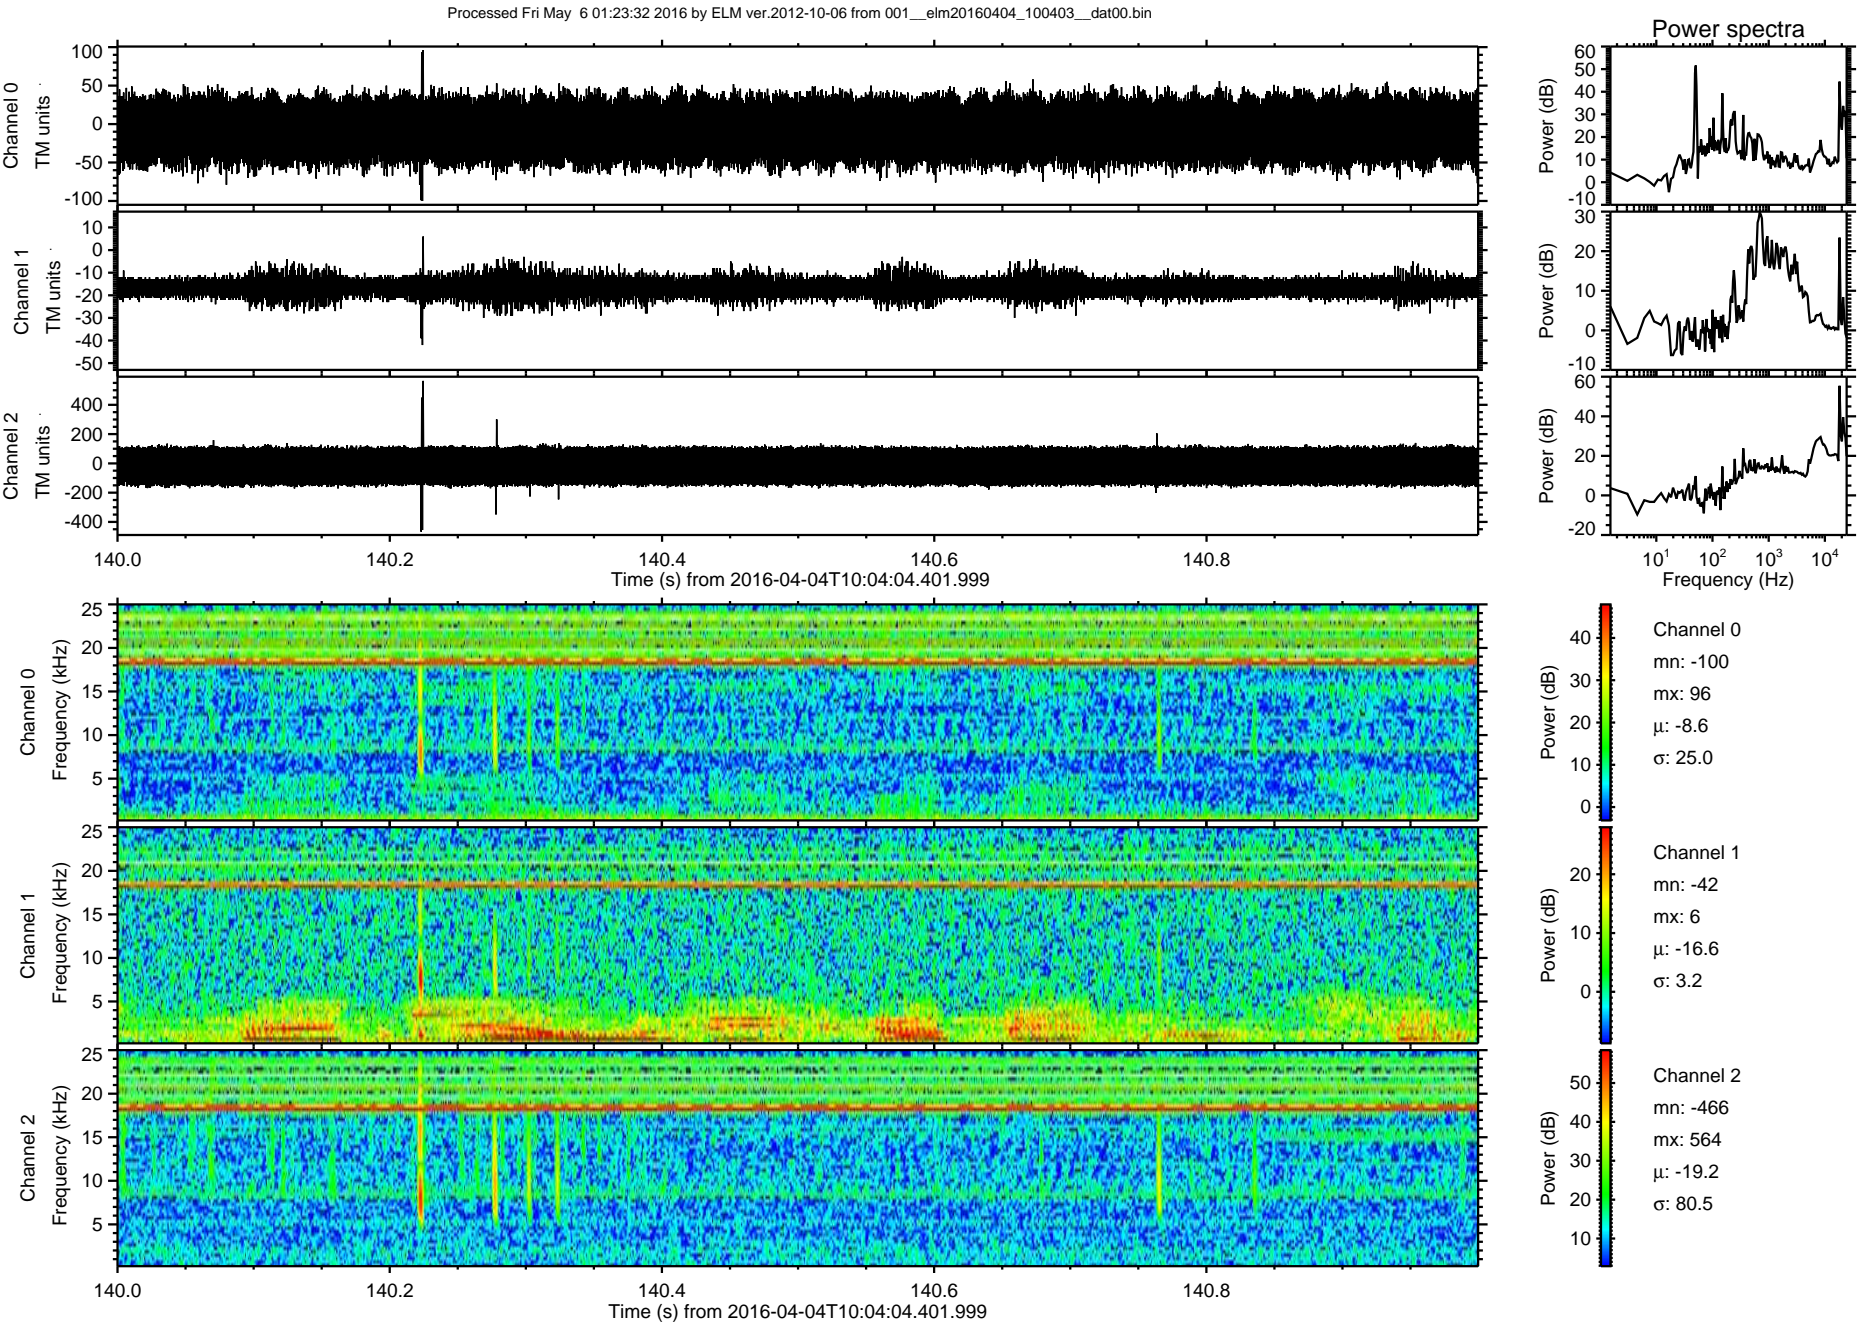 Processed Fri May  6 01:23:32 2016 by ELM ver.2012-10-06 from 001__elm20160404_100403__dat00.bin
Power spectra
Channel 0
TM units
100
50
0
-50
-100
Power (dB)
60
50
40
30
20
10
0
-10
Channel 1
TM units
10
0
-10
-20
-30
-40
-50
Power (dB)
30
20
10
0
-10
Channel 2
TM units
400
200
0
-200
-400
Power (dB)
60
40
20
0
-20
140.0 140.2 140.4 140.6 140.8
Time (s) from 2016-04-04T10:04:04.401.999
10¹ 10² 10³ 10⁴
Frequency (Hz)
Channel 0
Frequency (kHz)
25
20
15
10
5
Power (dB)
40
30
20
10
0
Channel 0
mn: -100
mx: 96
μ: -8.6
σ: 25.0
Channel 1
Frequency (kHz)
25
20
15
10
5
Power (dB)
20
10
0
Channel 1
mn: -42
mx: 6
μ: -16.6
σ: 3.2
Channel 2
Frequency (kHz)
25
20
15
10
5
Power (dB)
50
40
30
20
10
Channel 2
mn: -466
mx: 564
μ: -19.2
σ: 80.5
140.0 140.2 140.4 140.6 140.8
Time (s) from 2016-04-04T10:04:04.401.999